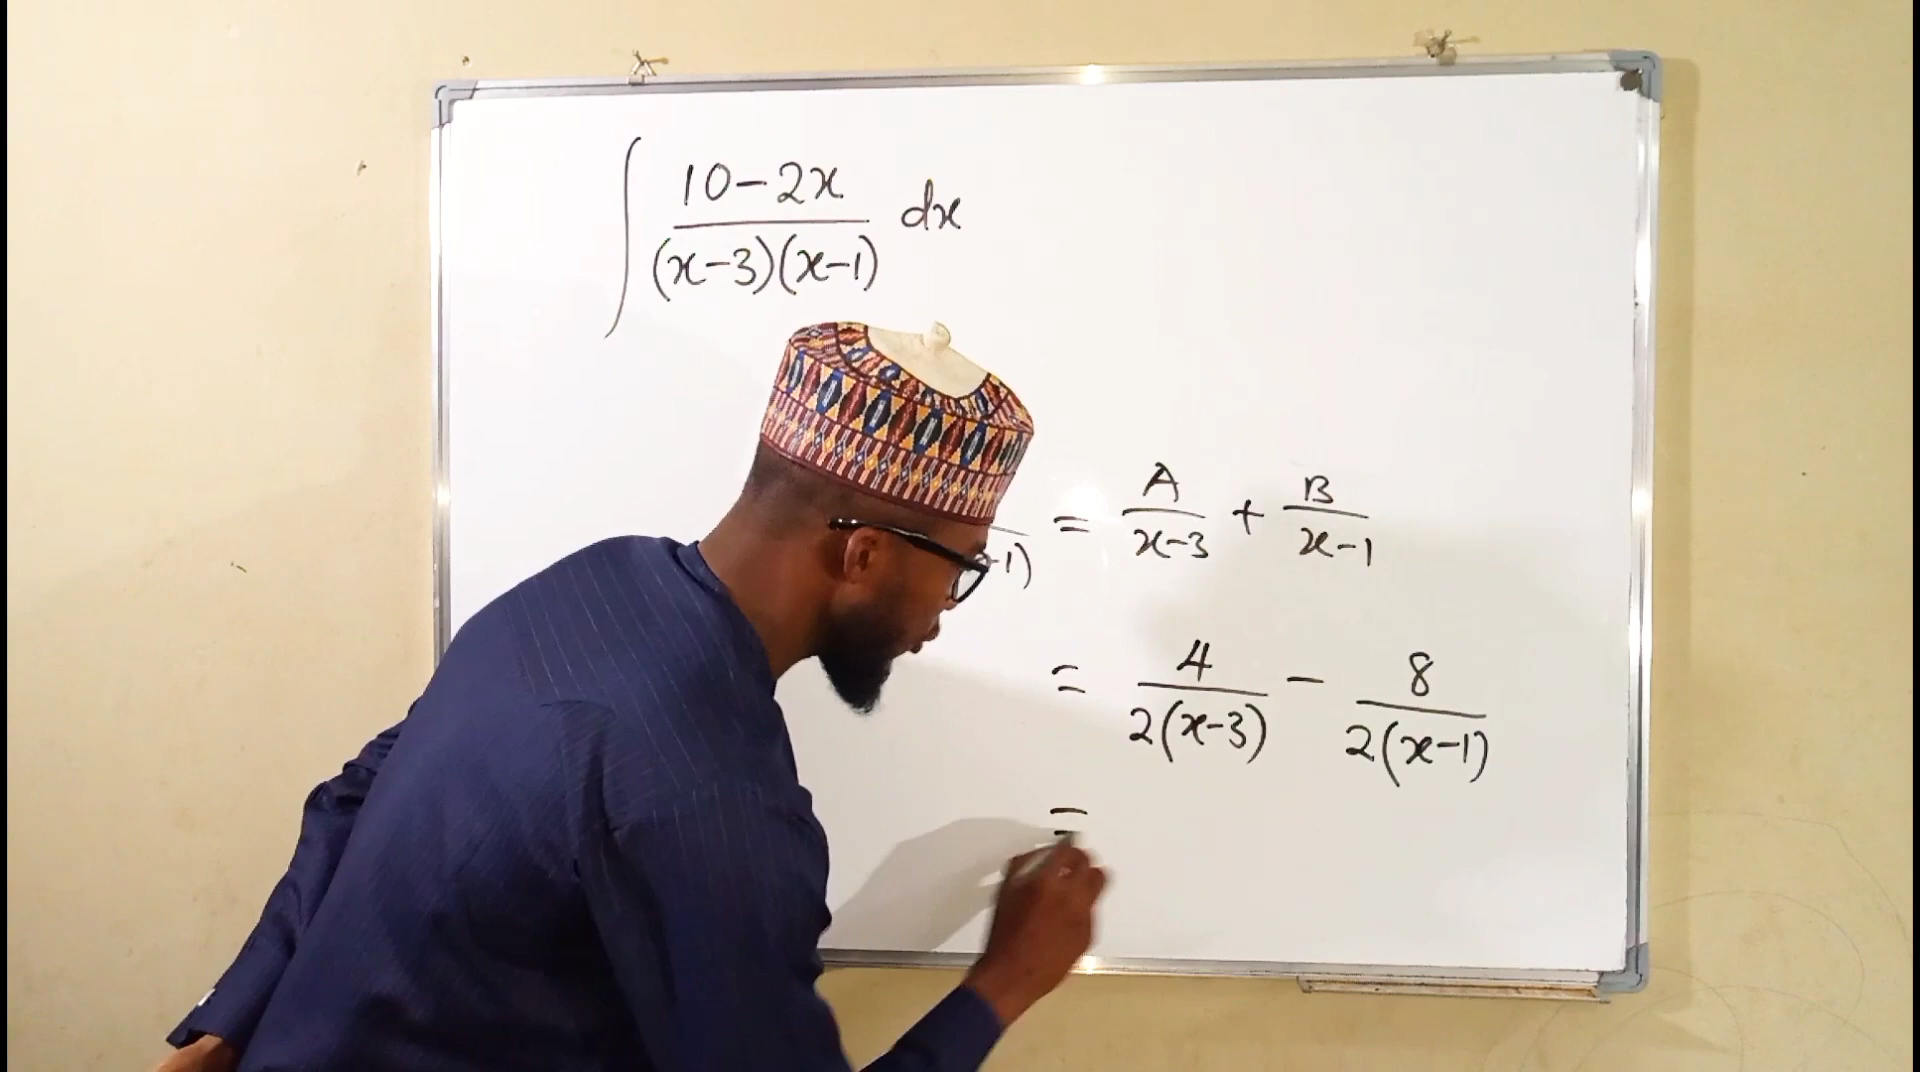 ∫ (10-2x)/((x-3)(x-1)) dx
-1) = A/(x-3) + B/(x-1)
= 4/(2(x-3)) - 8/(2(x-1))
=